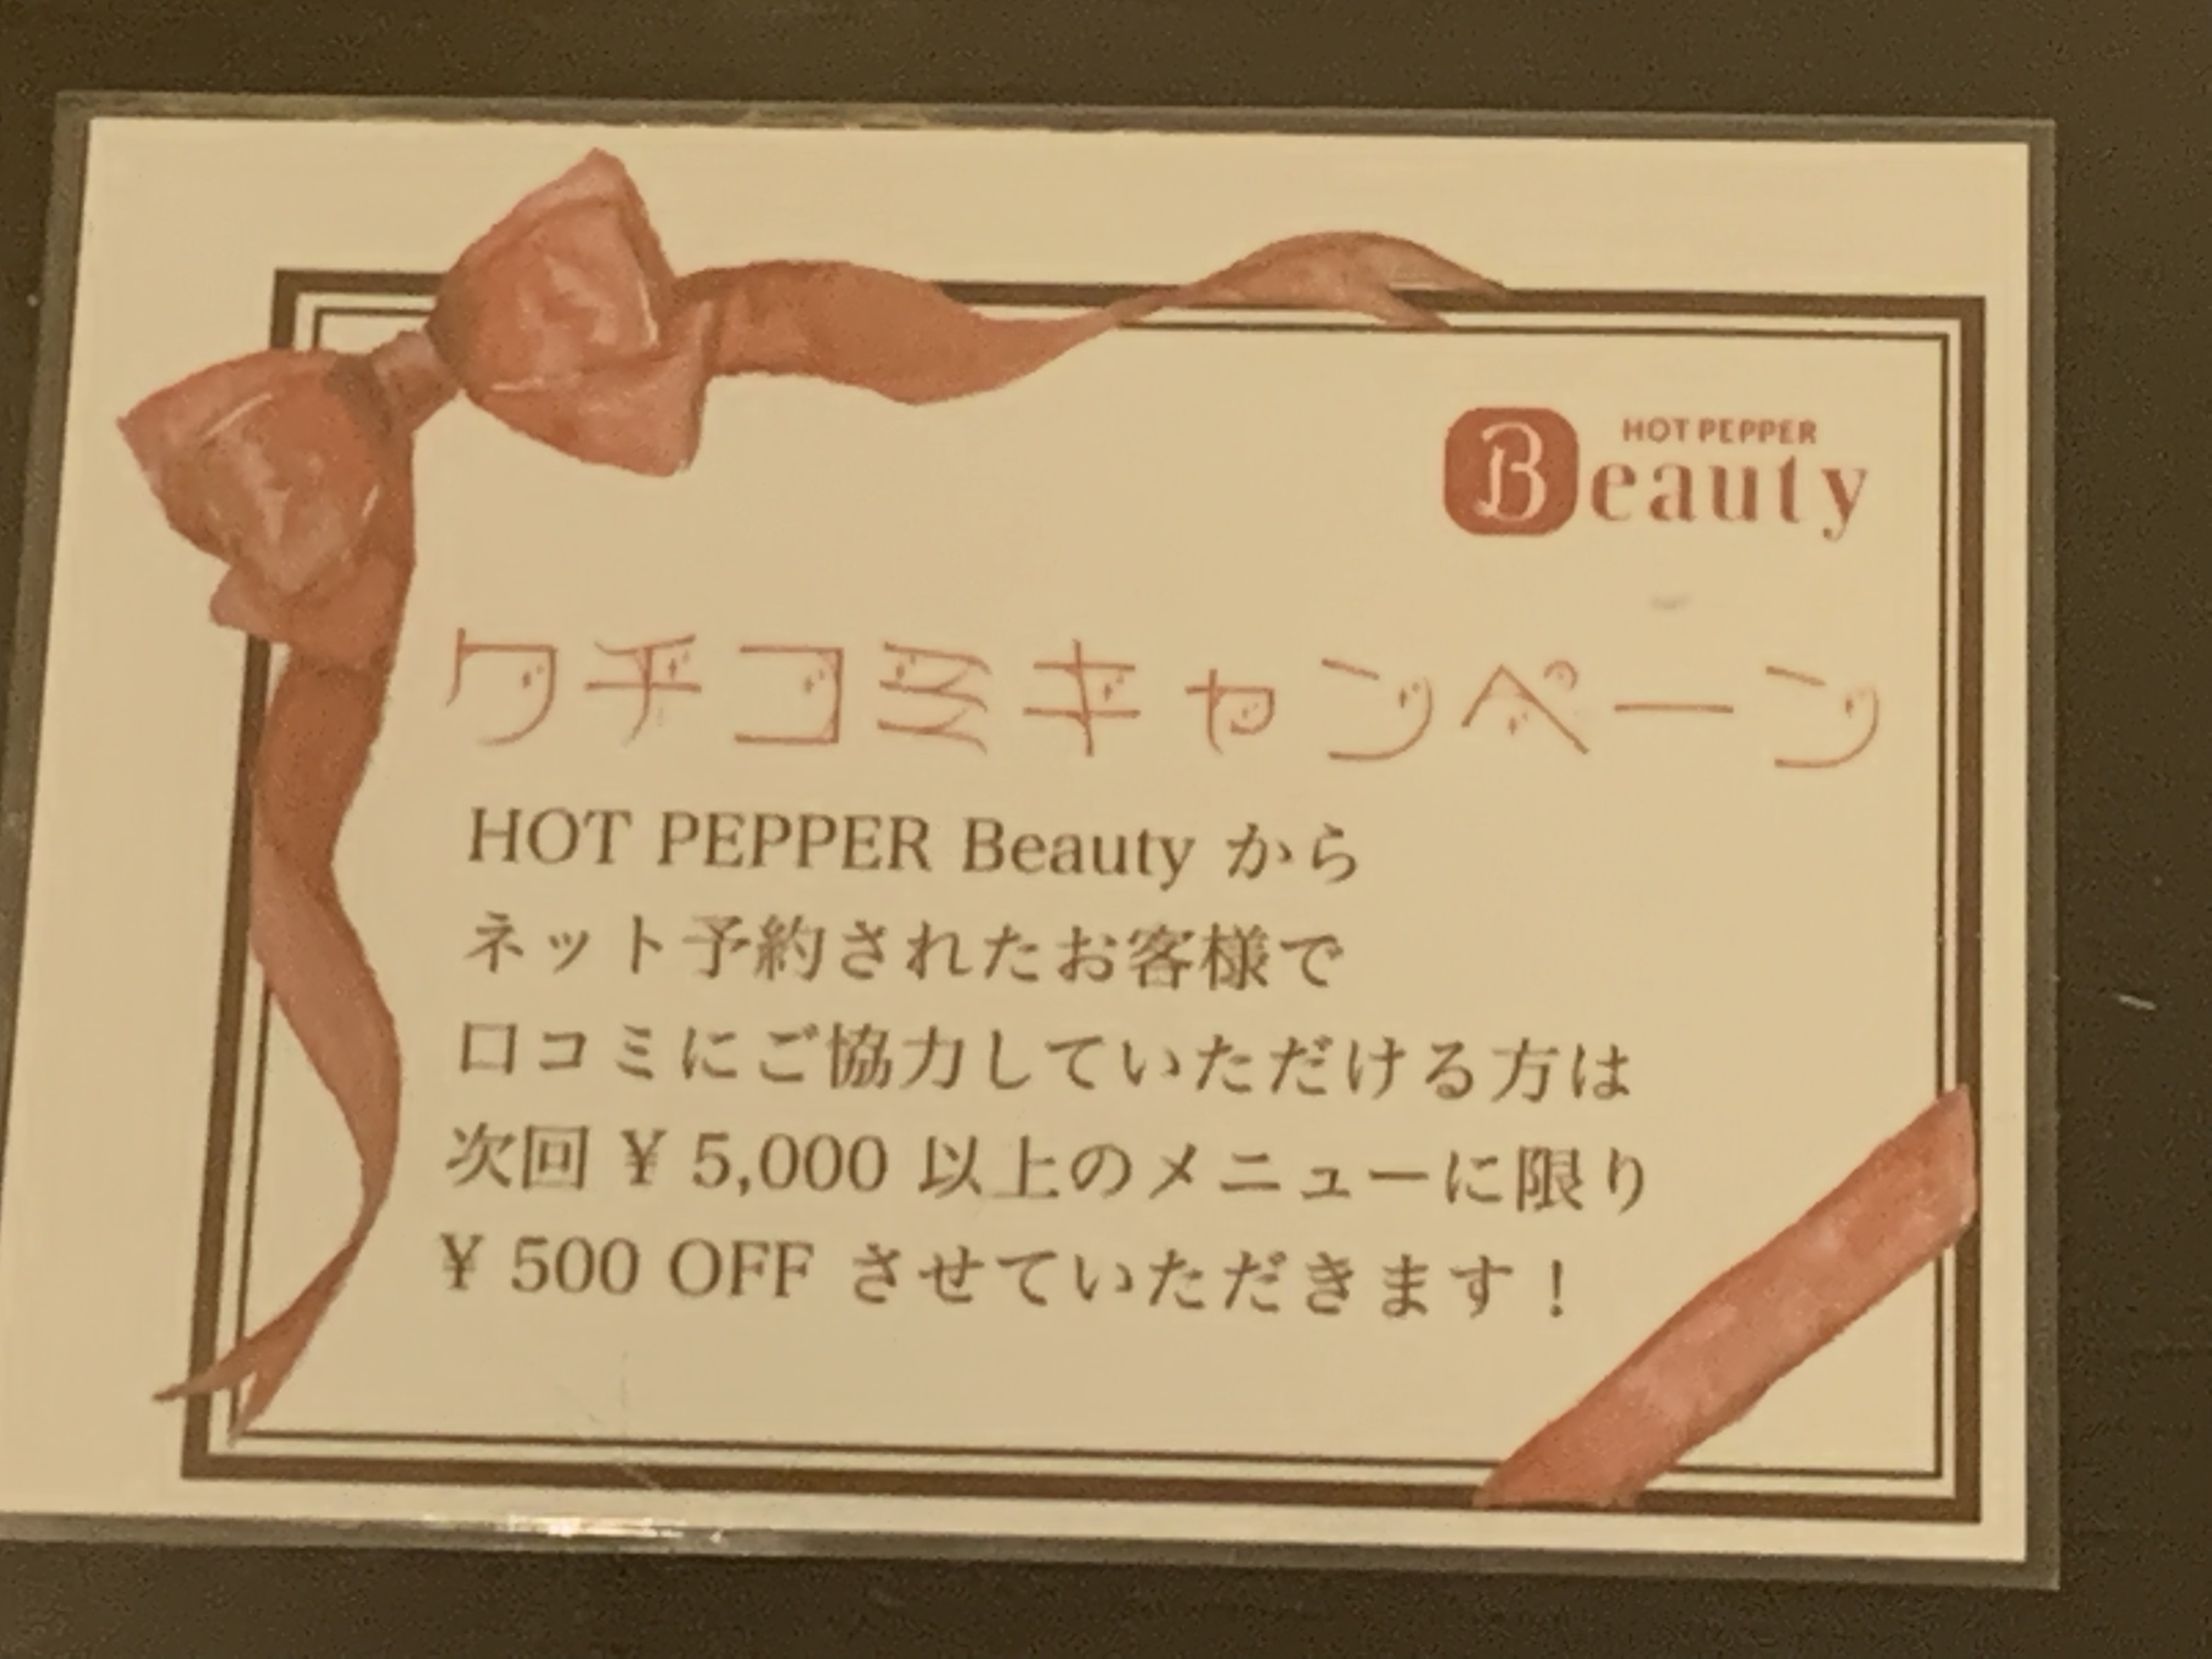 HOT PEPPER
Beauty
クチコミキャンペーン
HOT PEPPER Beauty から
ネット予約されたお客様で
口コミにご協力していただける方は
次回 ¥ 5,000 以上のメニューに限り
¥ 500 OFF させていただきます！